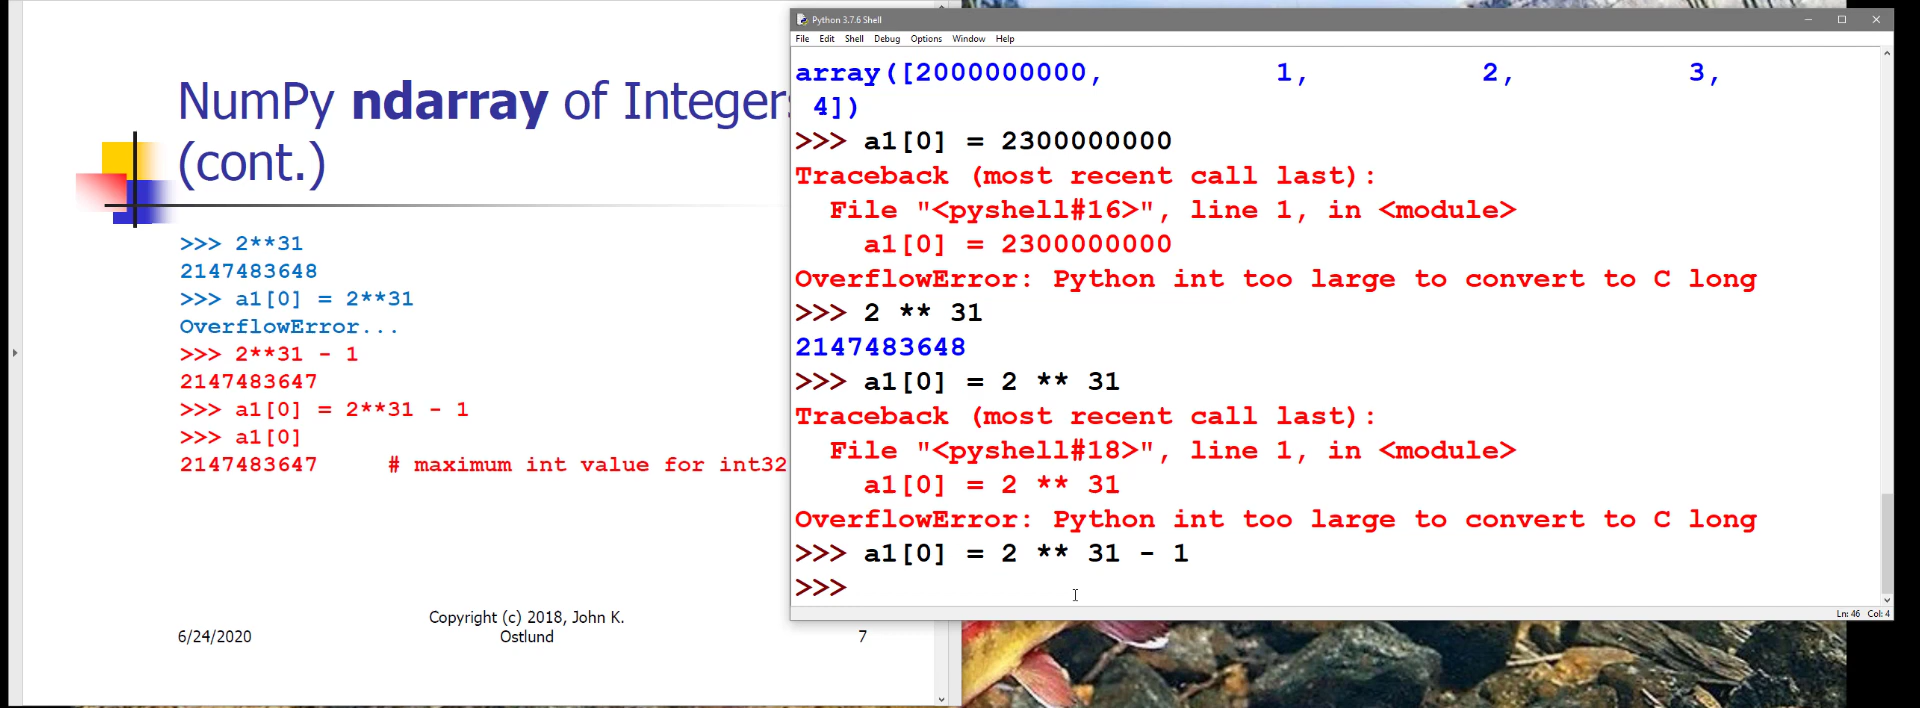 NumPy ndarray of Integers
(cont.)
>>> 2**31
2147483648
>>> a1[0] = 2**31
OverflowError...
>>> 2**31 - 1
2147483647
>>> a1[0] = 2**31 - 1
>>> a1[0]
2147483647 # maximum int value for int32
6/24/2020
Copyright (c) 2018, John K.
Ostlund
7
Python 3.7.6 Shell
File Edit Shell Debug Options Window Help
array([2000000000, 1, 2, 3,
4])
>>> a1[0] = 2300000000
Traceback (most recent call last):
File "<pyshell#16>", line 1, in <module>
a1[0] = 2300000000
OverflowError: Python int too large to convert to C long
>>> 2 ** 31
2147483648
>>> a1[0] = 2 ** 31
Traceback (most recent call last):
File "<pyshell#18>", line 1, in <module>
a1[0] = 2 ** 31
OverflowError: Python int too large to convert to C long
>>> a1[0] = 2 ** 31 - 1
>>>
Ln: 46 Col: 4